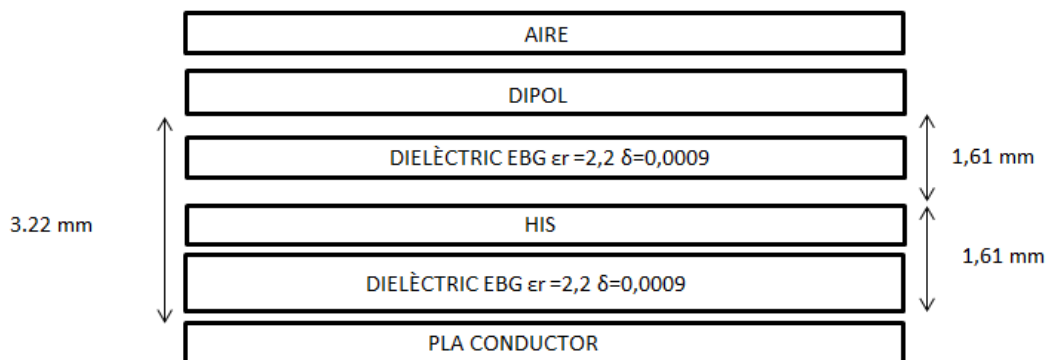 AIRE
DIPOL
DIELÈCTRIC EBG εr =2,2 δ=0,0009
1,61 mm
3.22 mm
HIS
1,61 mm
DIELÈCTRIC EBG εr =2,2 δ=0,0009
PLA CONDUCTOR